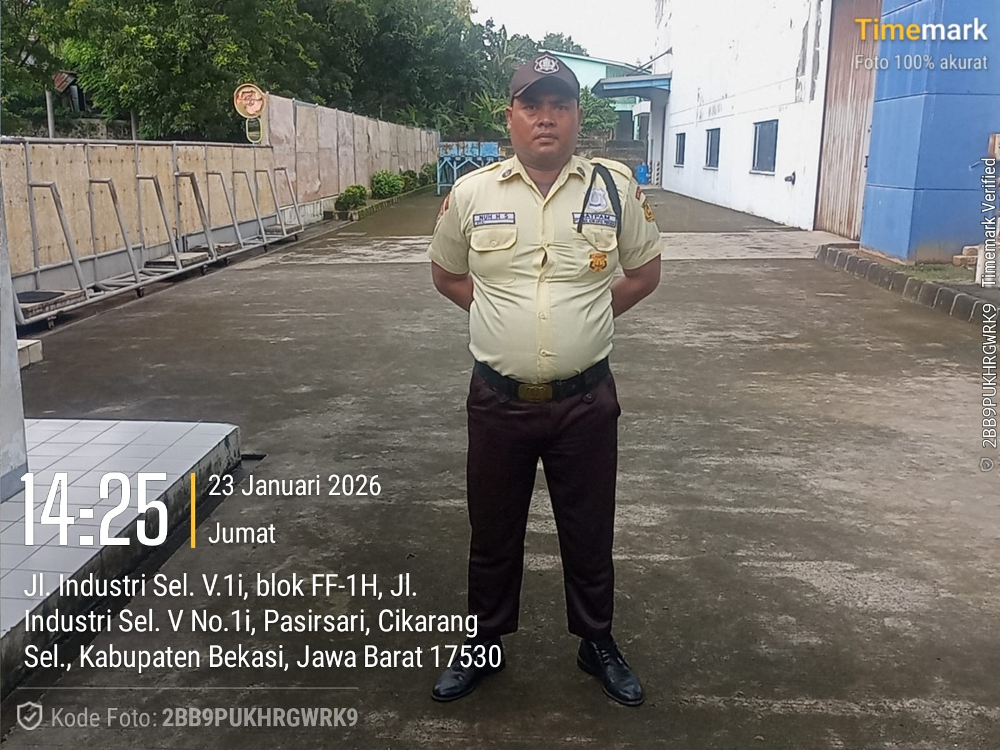 Timemark
Foto 100% akurat
NUH H S
SATPAM
14:25
23 Januari 2026
Jumat
Jl. Industri Sel. V.1i, blok FF-1H, Jl.
Industri Sel. V No.1i, Pasirsari, Cikarang
Sel., Kabupaten Bekasi, Jawa Barat 17530
Kode Foto: 2BB9PUKHRGWRK9
2BB9PUKHRGWRK9 Timemark Verified